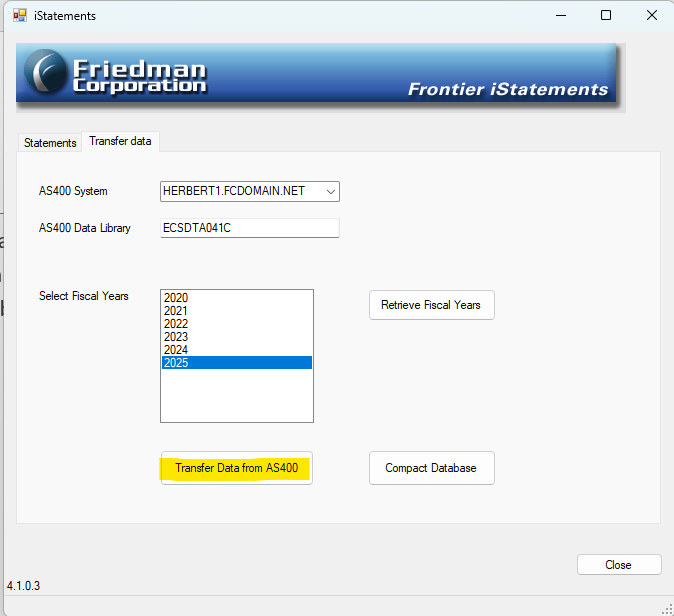 iStatements
Friedman
Corporation
Frontier iStatements
Statements
Transfer data
AS400 System
HERBERT1.FCDOMAIN.NET
AS400 Data Library
ECSDTA041C
Select Fiscal Years
2020
2021
2022
2023
2024
2025
Retrieve Fiscal Years
Transfer Data from AS400
Compact Database
Close
4.1.0.3